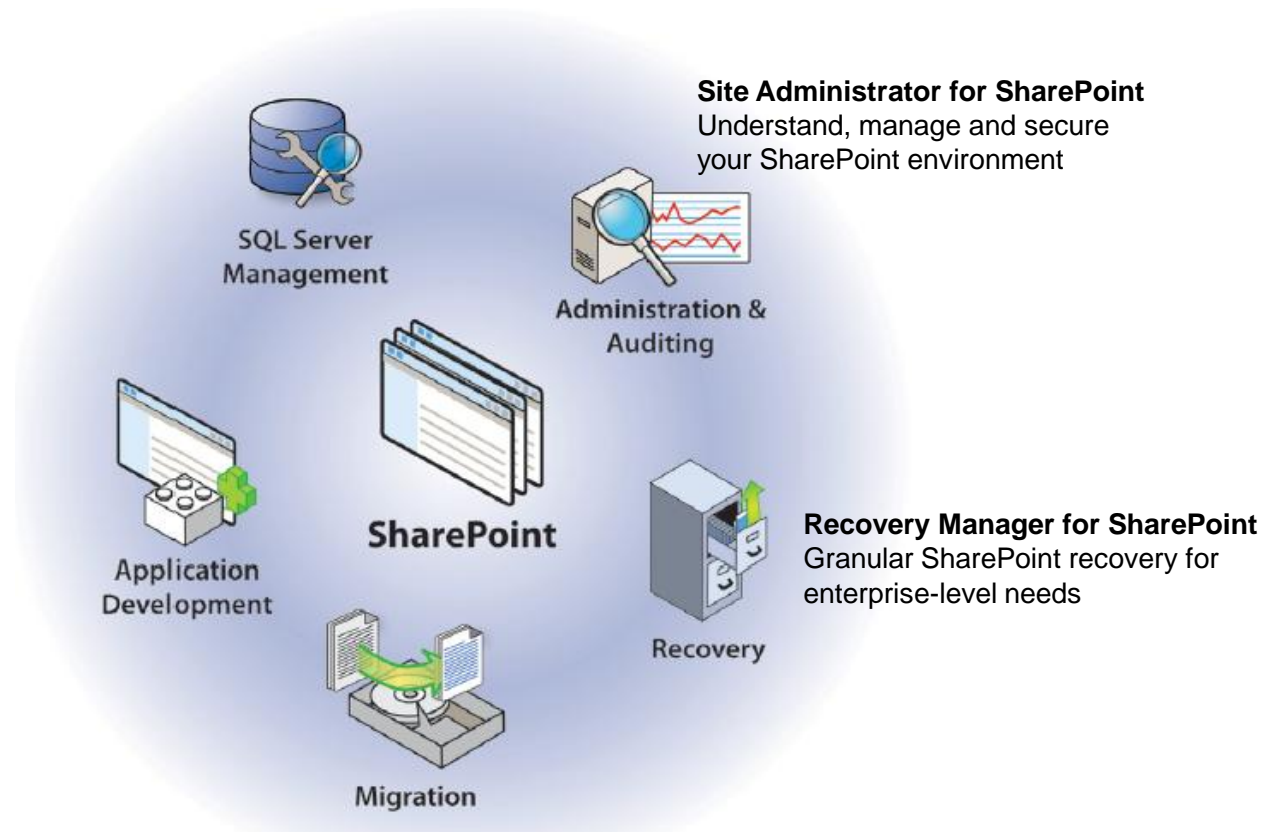 Site Administrator for SharePoint
Understand, manage and secure
your SharePoint environment
SQL Server
Management
Administration &
Auditing
SharePoint
Application
Development
Recovery Manager for SharePoint
Granular SharePoint recovery for
enterprise-level needs
Recovery
Migration